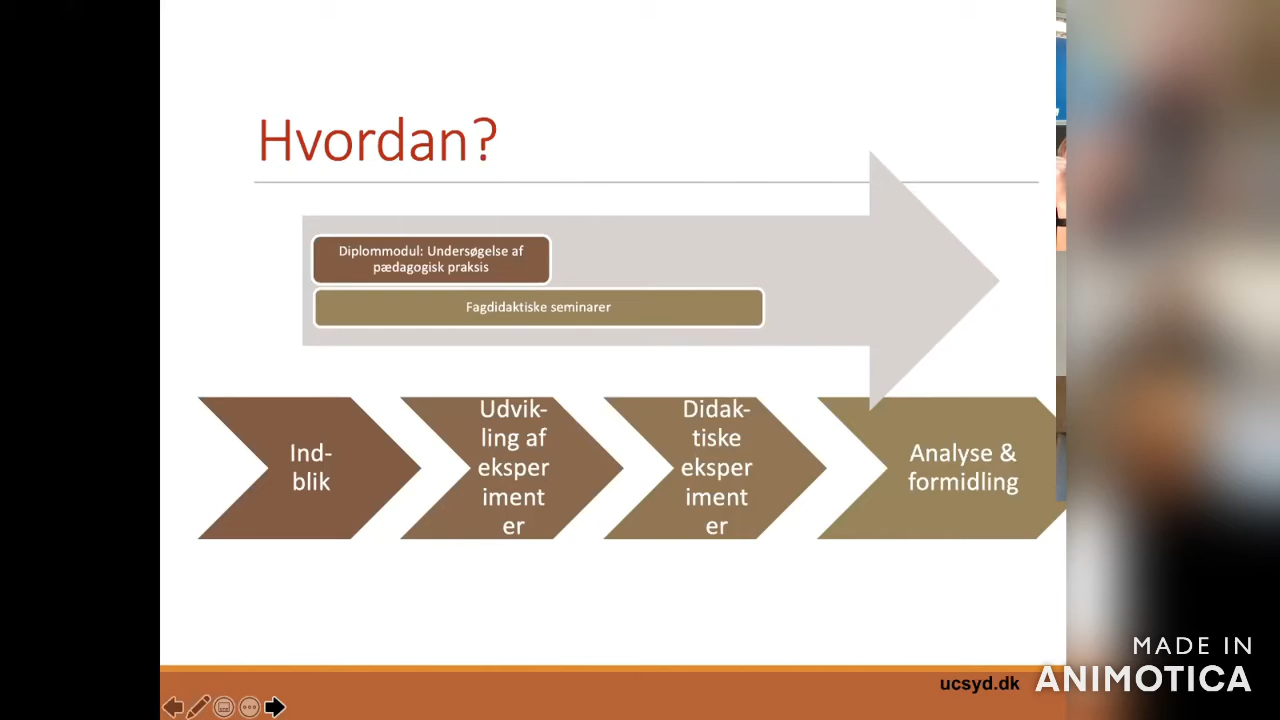 Hvordan?
Diplommodul: Undersøgelse af
pædagogisk praksis
Fagdidaktiske seminarer
Ind-
blik
Udvik-
ling af
eksper
iment
er
Didak-
tiske
eksper
iment
er
Analyse &
formidling
ucsyd.dk
MADE IN
ANIMOTICA